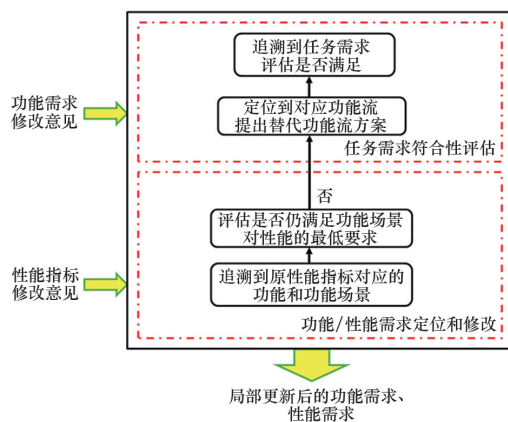 追溯到任务需求
评估是否满足
功能需求
修改意见
定位到对应功能流
提出替代功能流方案
任务需求符合性评估
否
评估是否仍满足功能场景
对性能的最低要求
性能指标
修改意见
追溯到原性能指标对应的
功能和功能场景
功能/性能需求定位和修改
局部更新后的功能需求、
性能需求